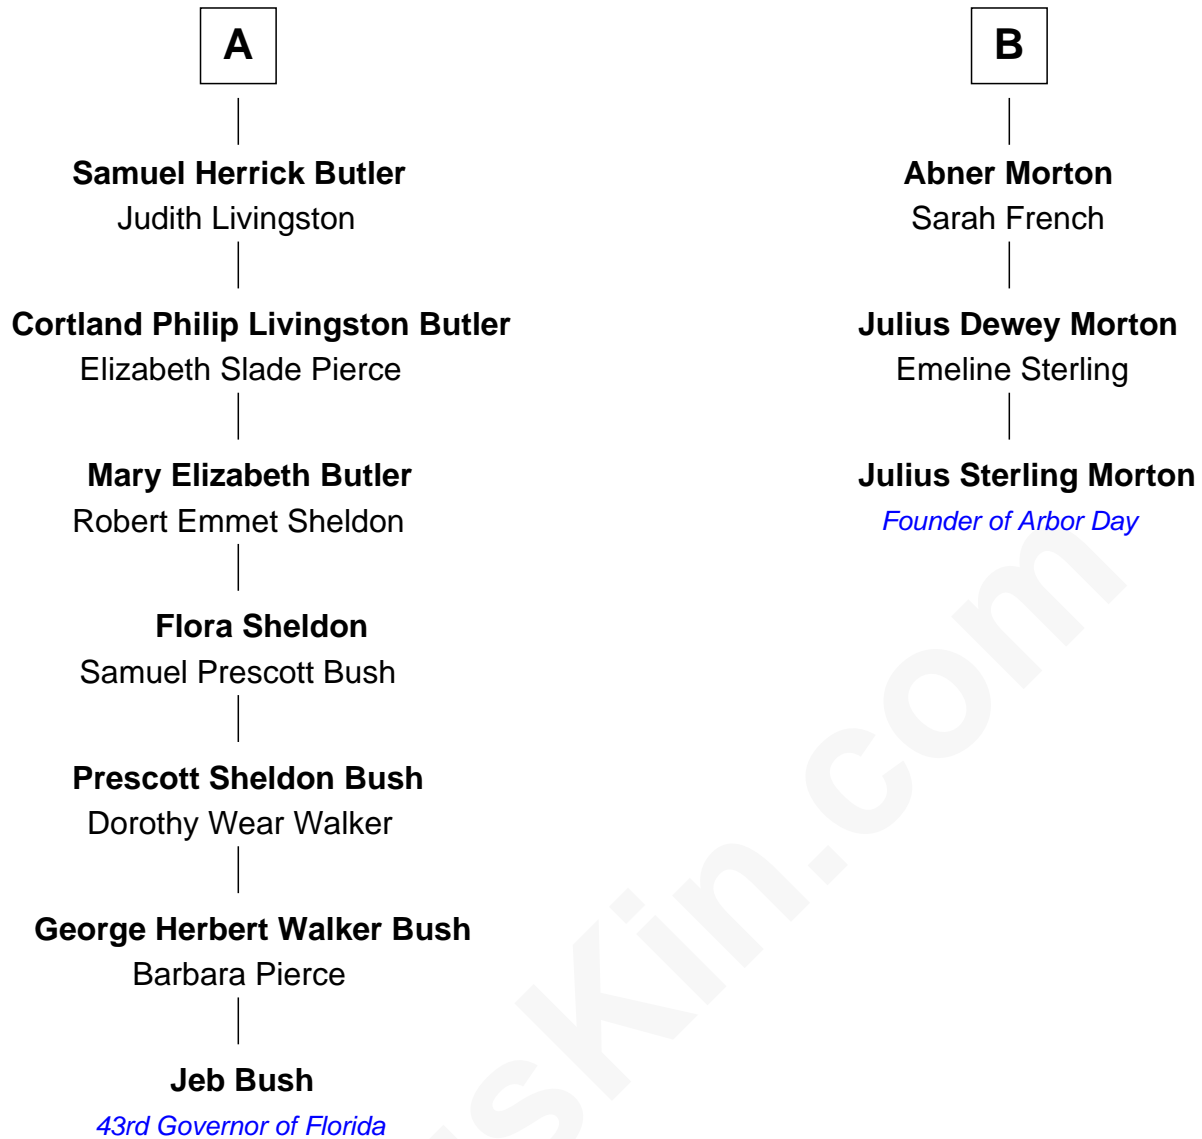 A
Samuel Herrick Butler
Judith Livingston
Cortland Philip Livingston Butler
Elizabeth Slade Pierce
Mary Elizabeth Butler
Robert Emmet Sheldon
Flora Sheldon
Samuel Prescott Bush
Prescott Sheldon Bush
Dorothy Wear Walker
George Herbert Walker Bush
Barbara Pierce
Jeb Bush
43rd Governor of Florida
B
Abner Morton
Sarah French
Julius Dewey Morton
Emeline Sterling
Julius Sterling Morton
Founder of Arbor Day
sKin.com